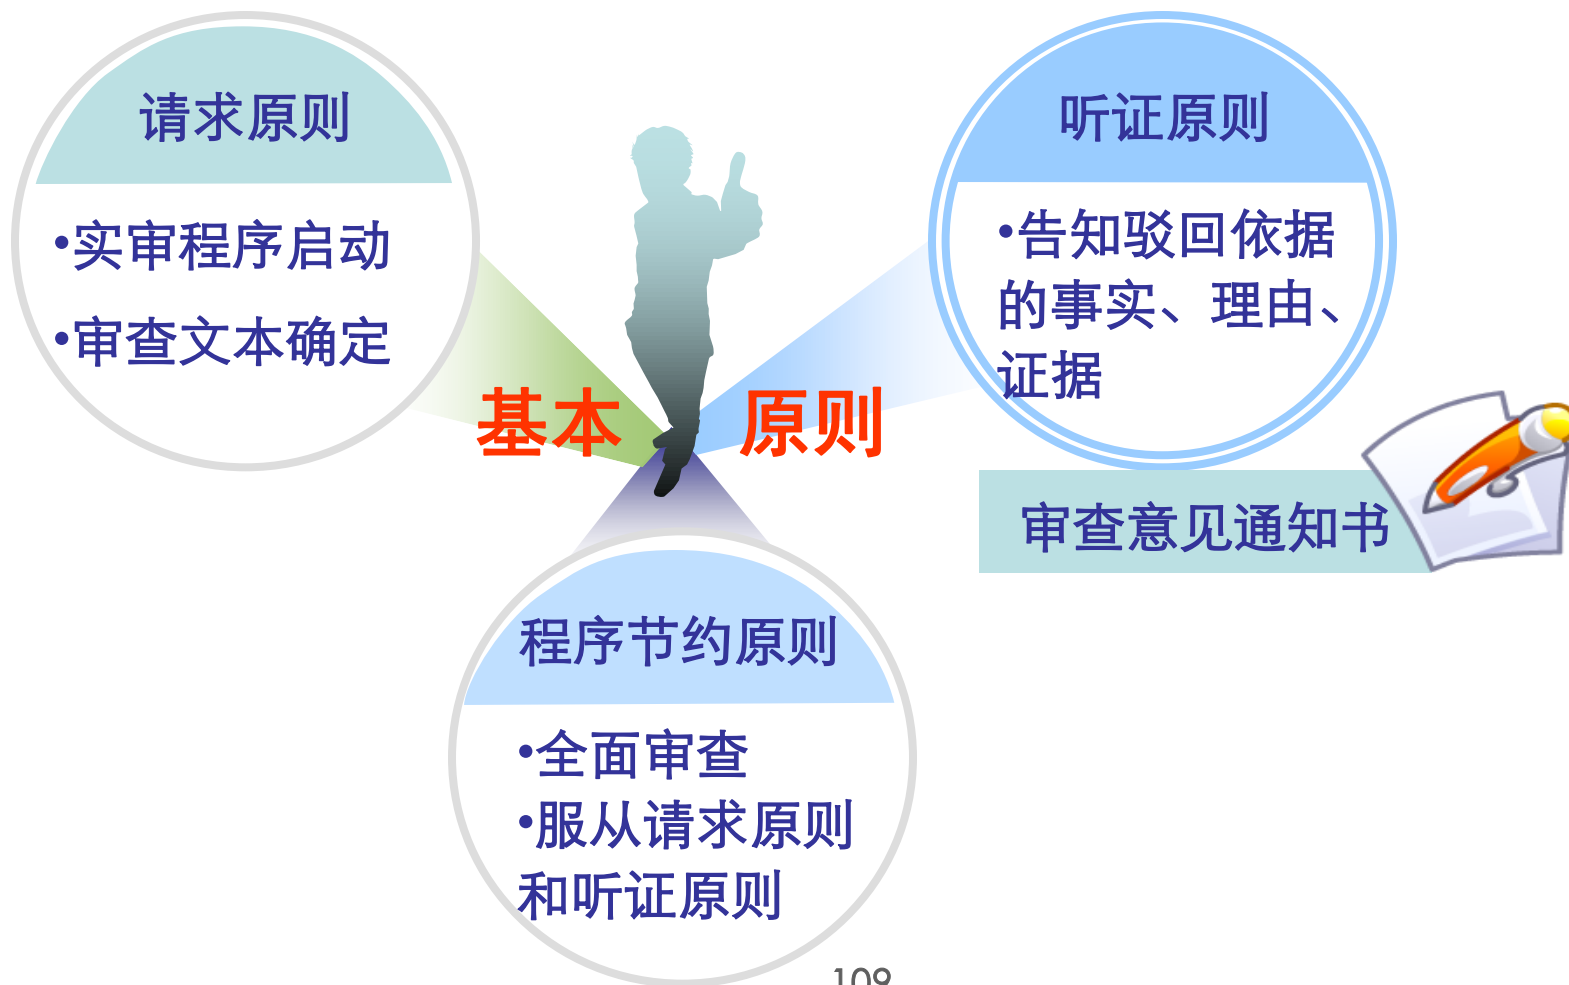 请求原则
•实审程序启动
•审查文本确定
听证原则
•告知驳回依据
的事实、理由、
证据
基本 原则
审查意见通知书
程序节约原则
•全面审查
•服从请求原则
和听证原则
109